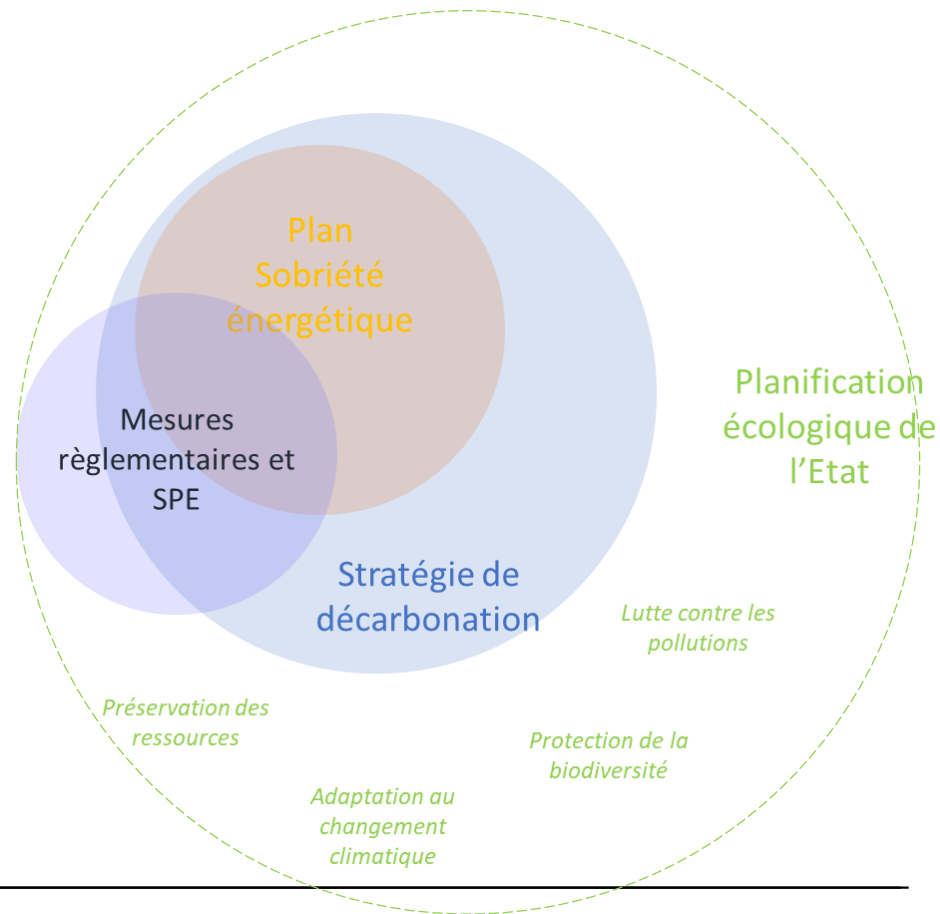 Plan
Sobriété
énergétique
Planification
écologique de
l'Etat
Mesures
règlementaires et
SPE
Stratégie de
décarbonation
Lutte contre les
pollutions
Préservation des
ressources
Protection de la
biodiversité
Adaptation au
changement
climatique